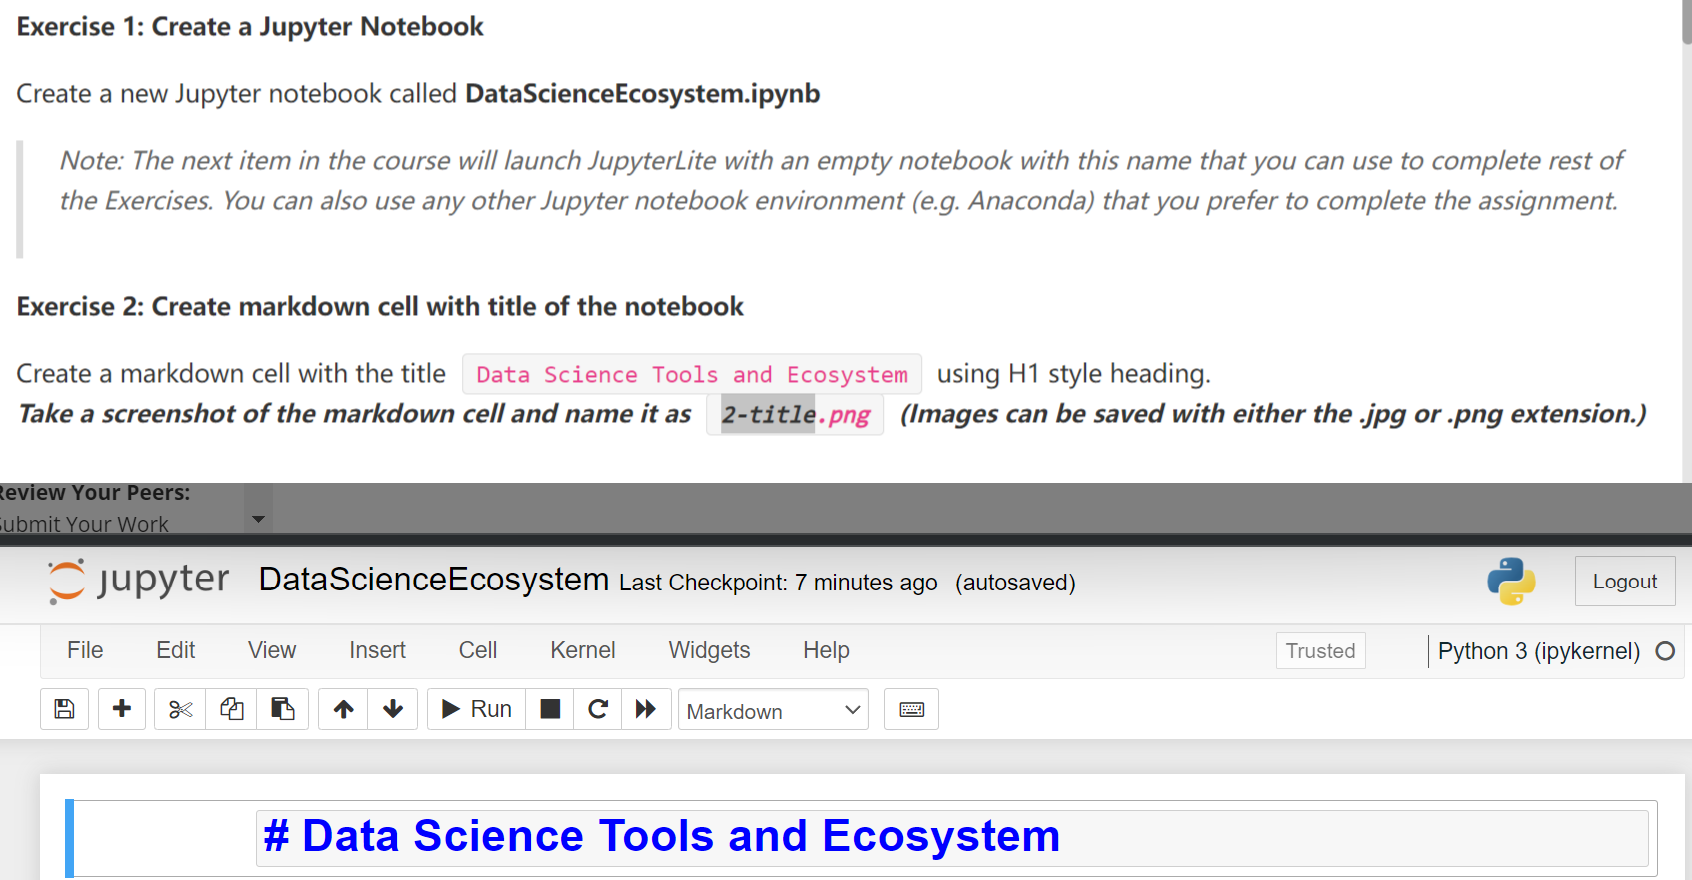 Exercise 1: Create a Jupyter Notebook
Create a new Jupyter notebook called DataScienceEcosystem.ipynb
Note: The next item in the course will launch JupyterLite with an empty notebook with this name that you can use to complete rest of
the Exercises. You can also use any other Jupyter notebook environment (e.g. Anaconda) that you prefer to complete the assignment.
Exercise 2: Create markdown cell with title of the notebook
Create a markdown cell with the title Data Science Tools and Ecosystem using H1 style heading.
Take a screenshot of the markdown cell and name it as 2-title.png (Images can be saved with either the .jpg or .png extension.)
Review Your Peers:
Submit Your Work
jupyter DataScienceEcosystem Last Checkpoint: 7 minutes ago (autosaved) Logout
File Edit View Insert Cell Kernel Widgets Help Trusted Python 3 (ipykernel)
Run Markdown
# Data Science Tools and Ecosystem